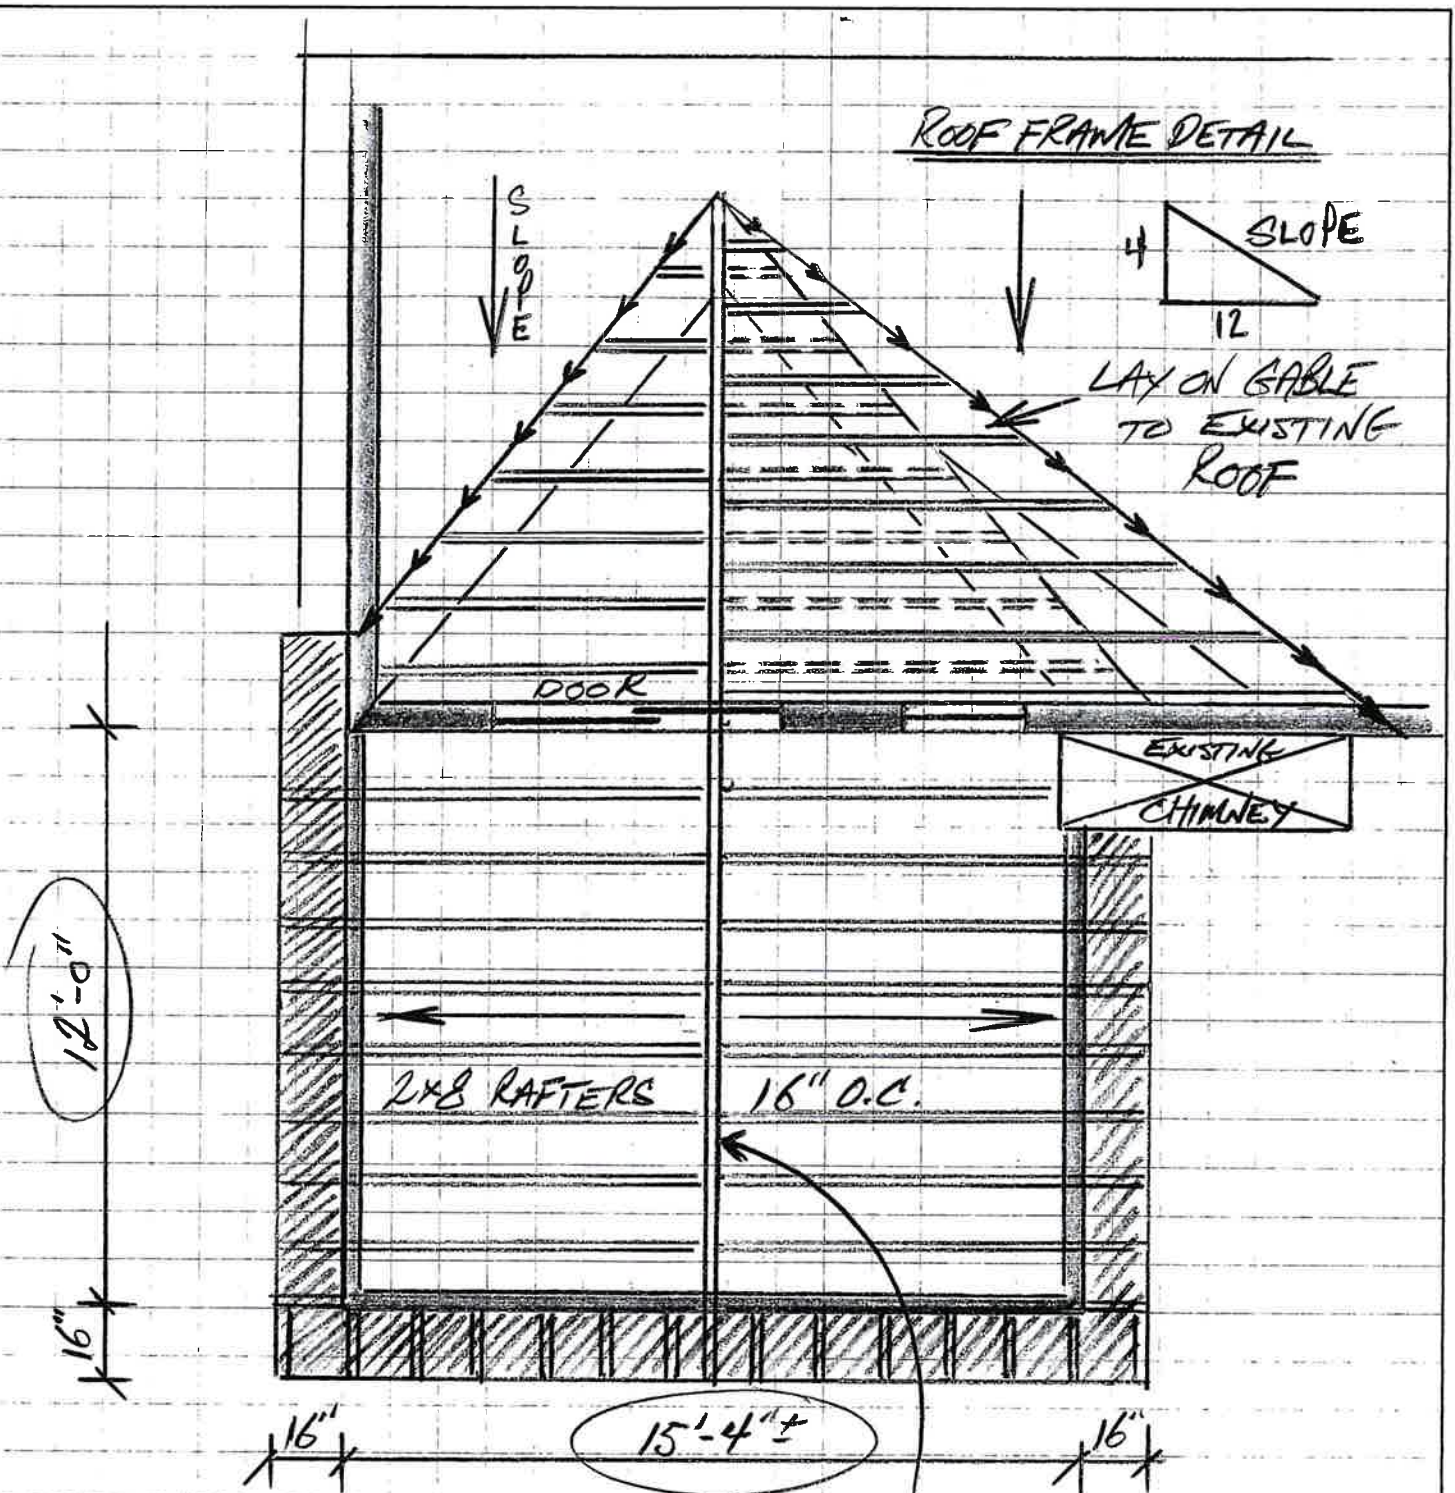 ROOF FRAME DETAIL
SLOPE
4
SLOPE
12
LAY ON GABLE
TO EXISTING
ROOF
DOOR
EXISTING
CHIMNEY
12'-0"
2x8 RAFTERS 16" O.C.
16"
16"
15'-4"±
16"